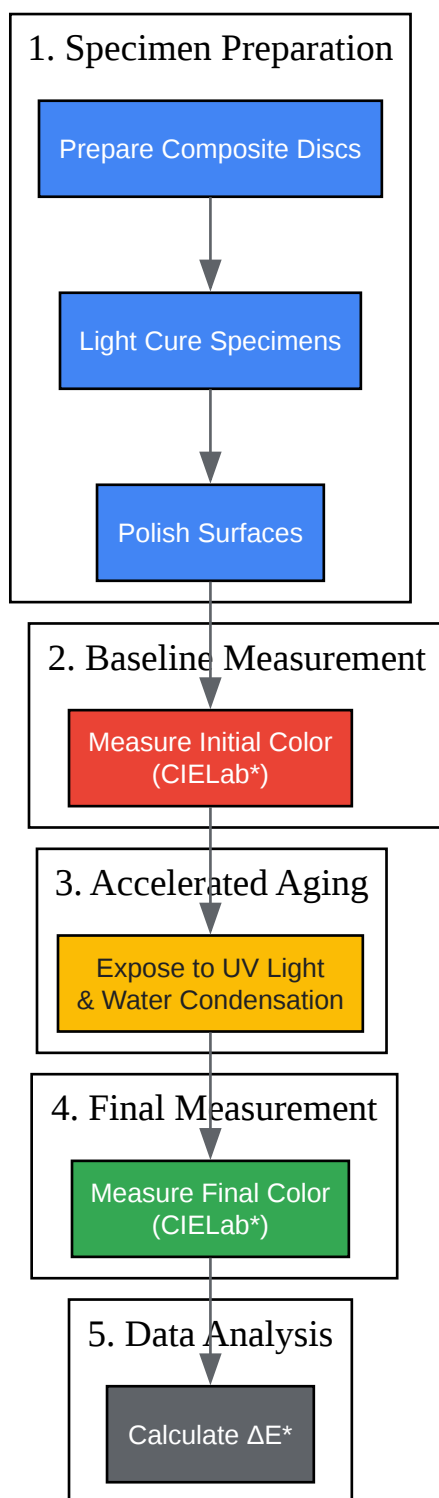 1. Specimen Preparation
Prepare Composite Discs
Light Cure Specimens
Polish Surfaces
2. Baseline Measurement
Measure Initial Color
(CIELab*)
3. Accelerated Aging
Expose to UV Light
& Water Condensation
4. Final Measurement
Measure Final Color
(CIELab*)
5. Data Analysis
Calculate ΔE*